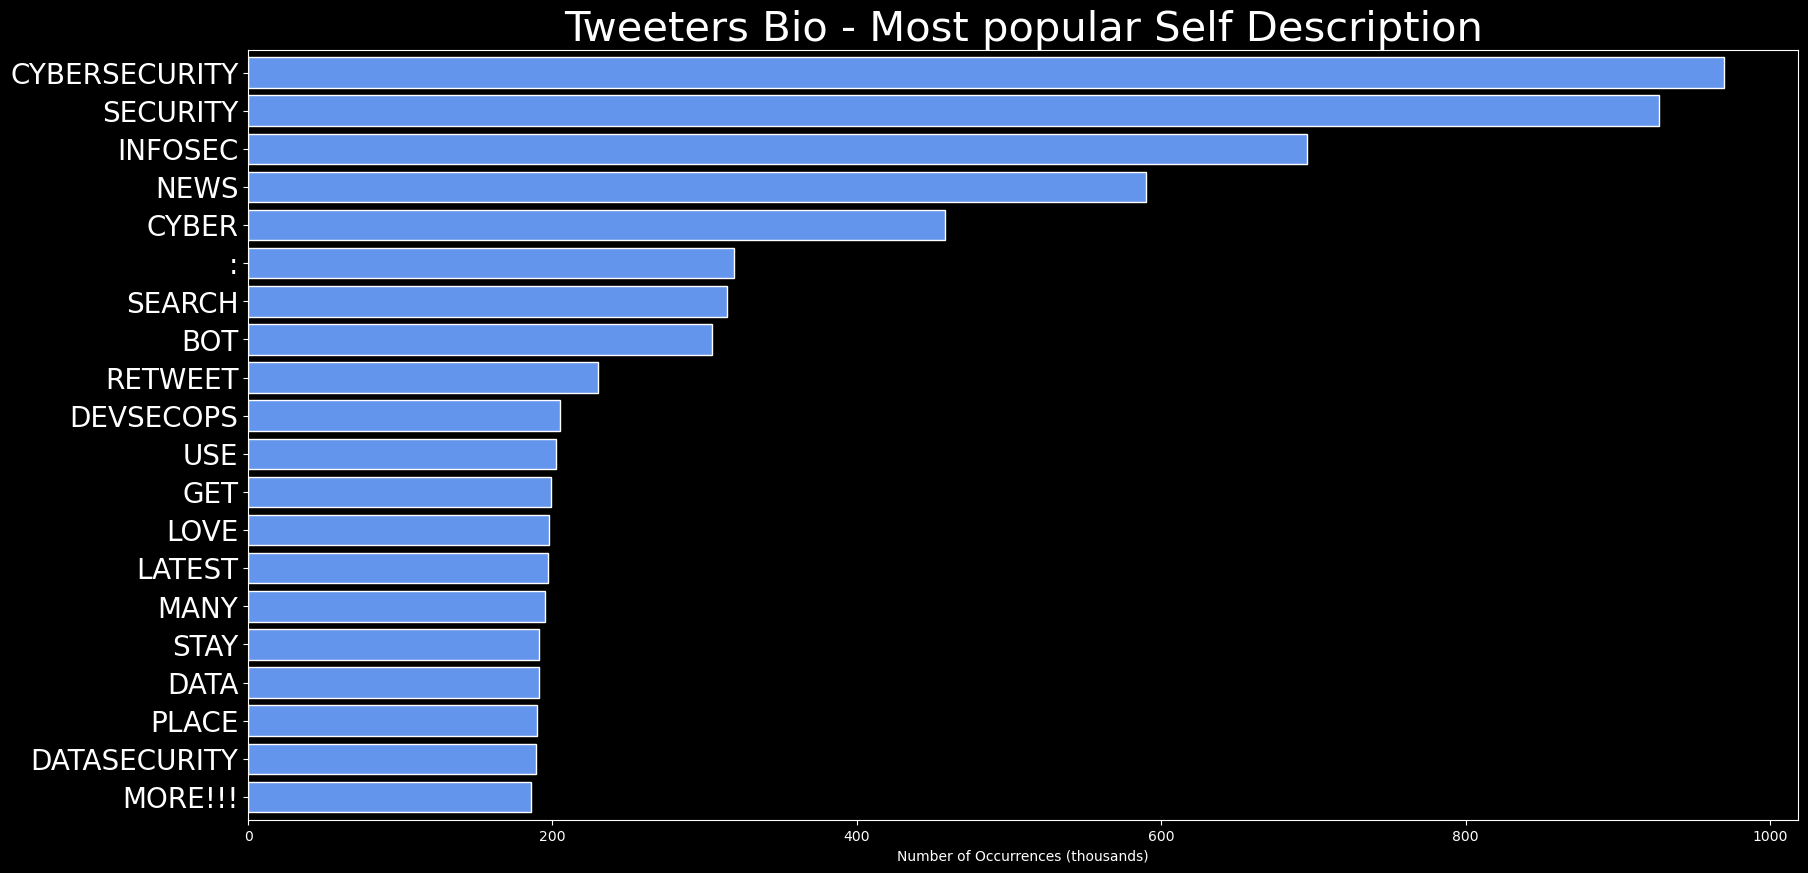 Tweeters Bio - Most popular Self Description
CYBERSECURITY
SECURITY
INFOSEC
NEWS
CYBER
:
SEARCH
BOT
RETWEET
DEVSECOPS
USE
GET
LOVE
LATEST
MANY
STAY
DATA
PLACE
DATASECURITY
MORE!!!
0 200 400 600 800 1000
Number of Occurrences (thousands)